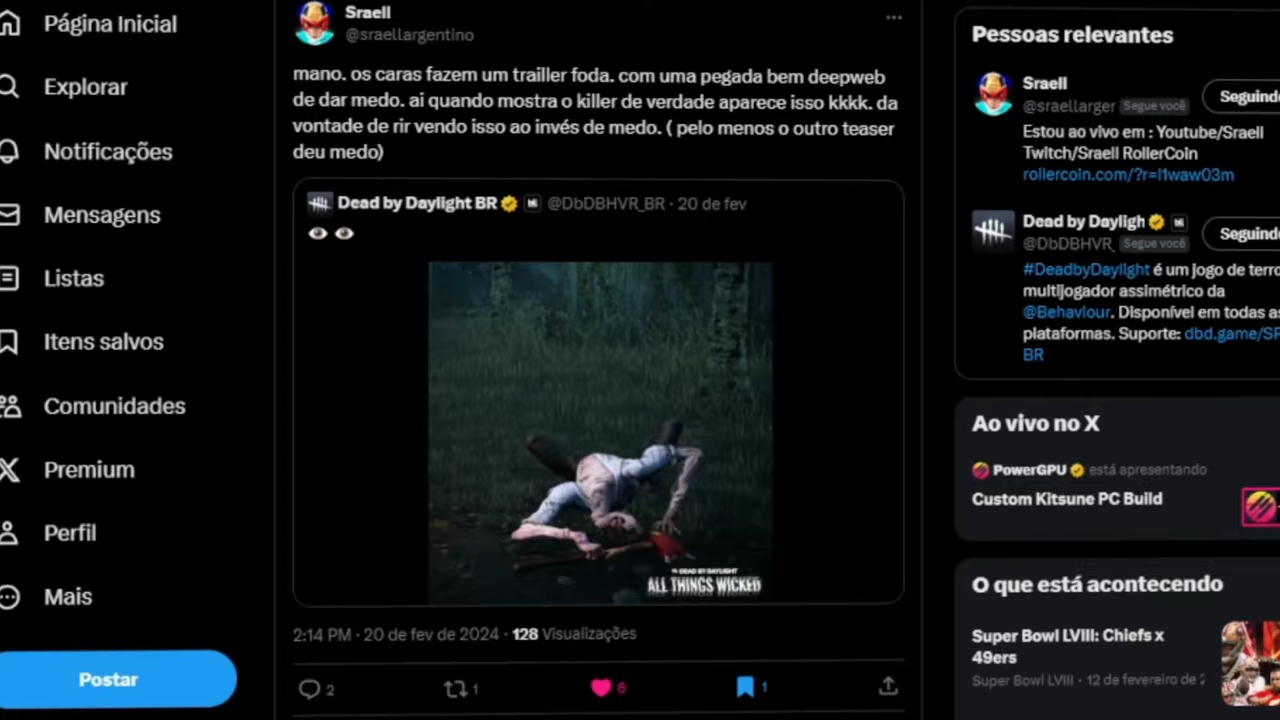 Página Inicial
Explorar
Notificações
Mensagens
Listas
Itens salvos
Comunidades
Premium
Perfil
Mais
Postar
Sraell
@sraellargentino
mano. os caras fazem um trailler foda. com uma pegada bem deepweb
de dar medo. ai quando mostra o killer de verdade aparece isso kkkk. da
vontade de rir vendo isso ao invés de medo. ( pelo menos o outro teaser
deu medo)
Dead by Daylight BR @DbDBHVR_BR · 20 de fev
DEAD BY DAYLIGHT
ALL THINGS WICKED
2:14 PM · 20 de fev de 2024 · 128 Visualizações
2
1
6
1
Pessoas relevantes
Sraell
@sraellarger Segue você
Seguindo
Estou ao vivo em : Youtube/Sraell
Twitch/Sraell RollerCoin
rollercoin.com/?r=l1waw03m
Dead by Dayligh
@DbDBHVR_ Segue você
Seguindo
#DeadbyDaylight é um jogo de terro
multijogador assimétrico da
@Behaviour. Disponível em todas as
plataformas. Suporte: dbd.game/SP
BR
Ao vivo no X
PowerGPU está apresentando
Custom Kitsune PC Build
O que está acontecendo
Super Bowl LVIII: Chiefs x
49ers
Super Bowl LVIII · 12 de fevereiro de 2